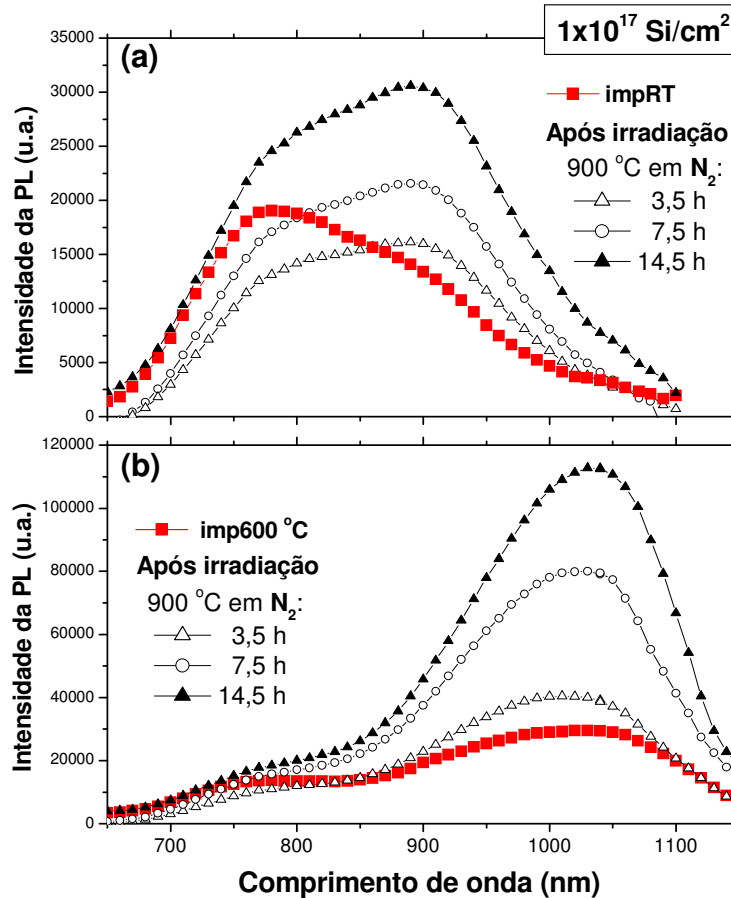 1x10¹⁷ Si/cm²
(a)
35000
30000
25000
20000
15000
10000
5000
0
Intensidade da PL (u.a.)
impRT
Após irradiação
900 °C em N₂:
3,5 h
7,5 h
14,5 h
(b)
120000
100000
80000
60000
40000
20000
0
Intensidade da PL (u.a.)
imp600 °C
Após irradiação
900 °C em N₂:
3,5 h
7,5 h
14,5 h
700 800 900 1000 1100
Comprimento de onda (nm)